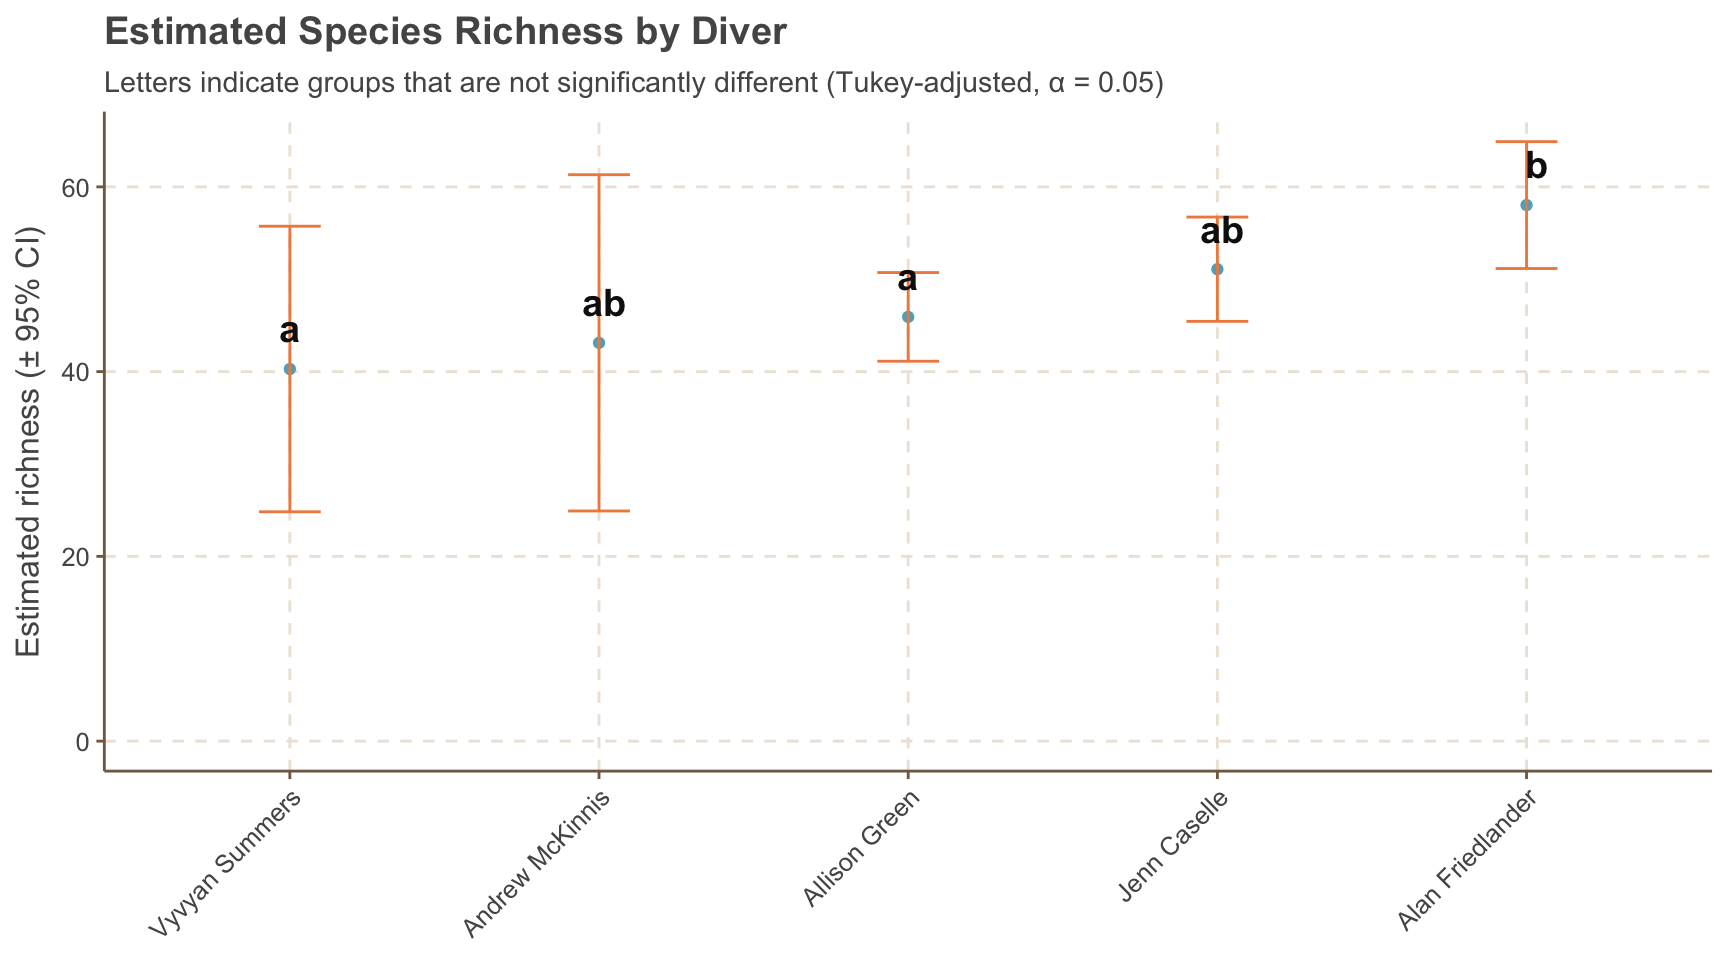 Estimated Species Richness by Diver
Letters indicate groups that are not significantly different (Tukey-adjusted, α = 0.05)
Estimated richness (± 95% CI)
60
40
20
0
a
ab
a
ab
b
Vyvyan Summers
Andrew McKinnis
Allison Green
Jenn Caselle
Alan Friedlander